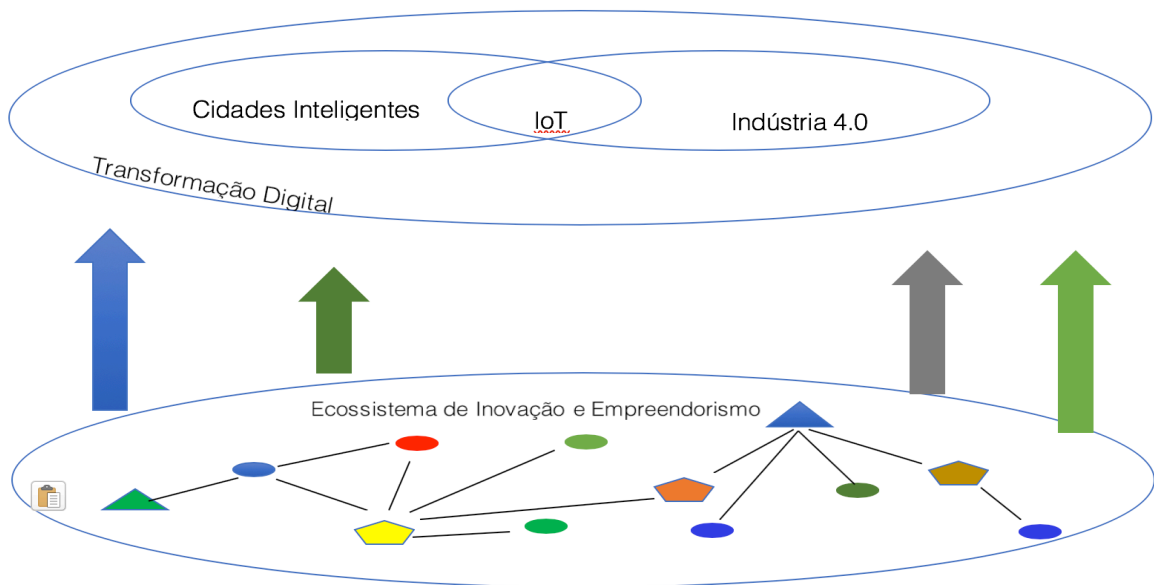 Cidades Inteligentes
IoT
Indústria 4.0
Transformação Digital
Ecossistema de Inovação e Empreendorismo